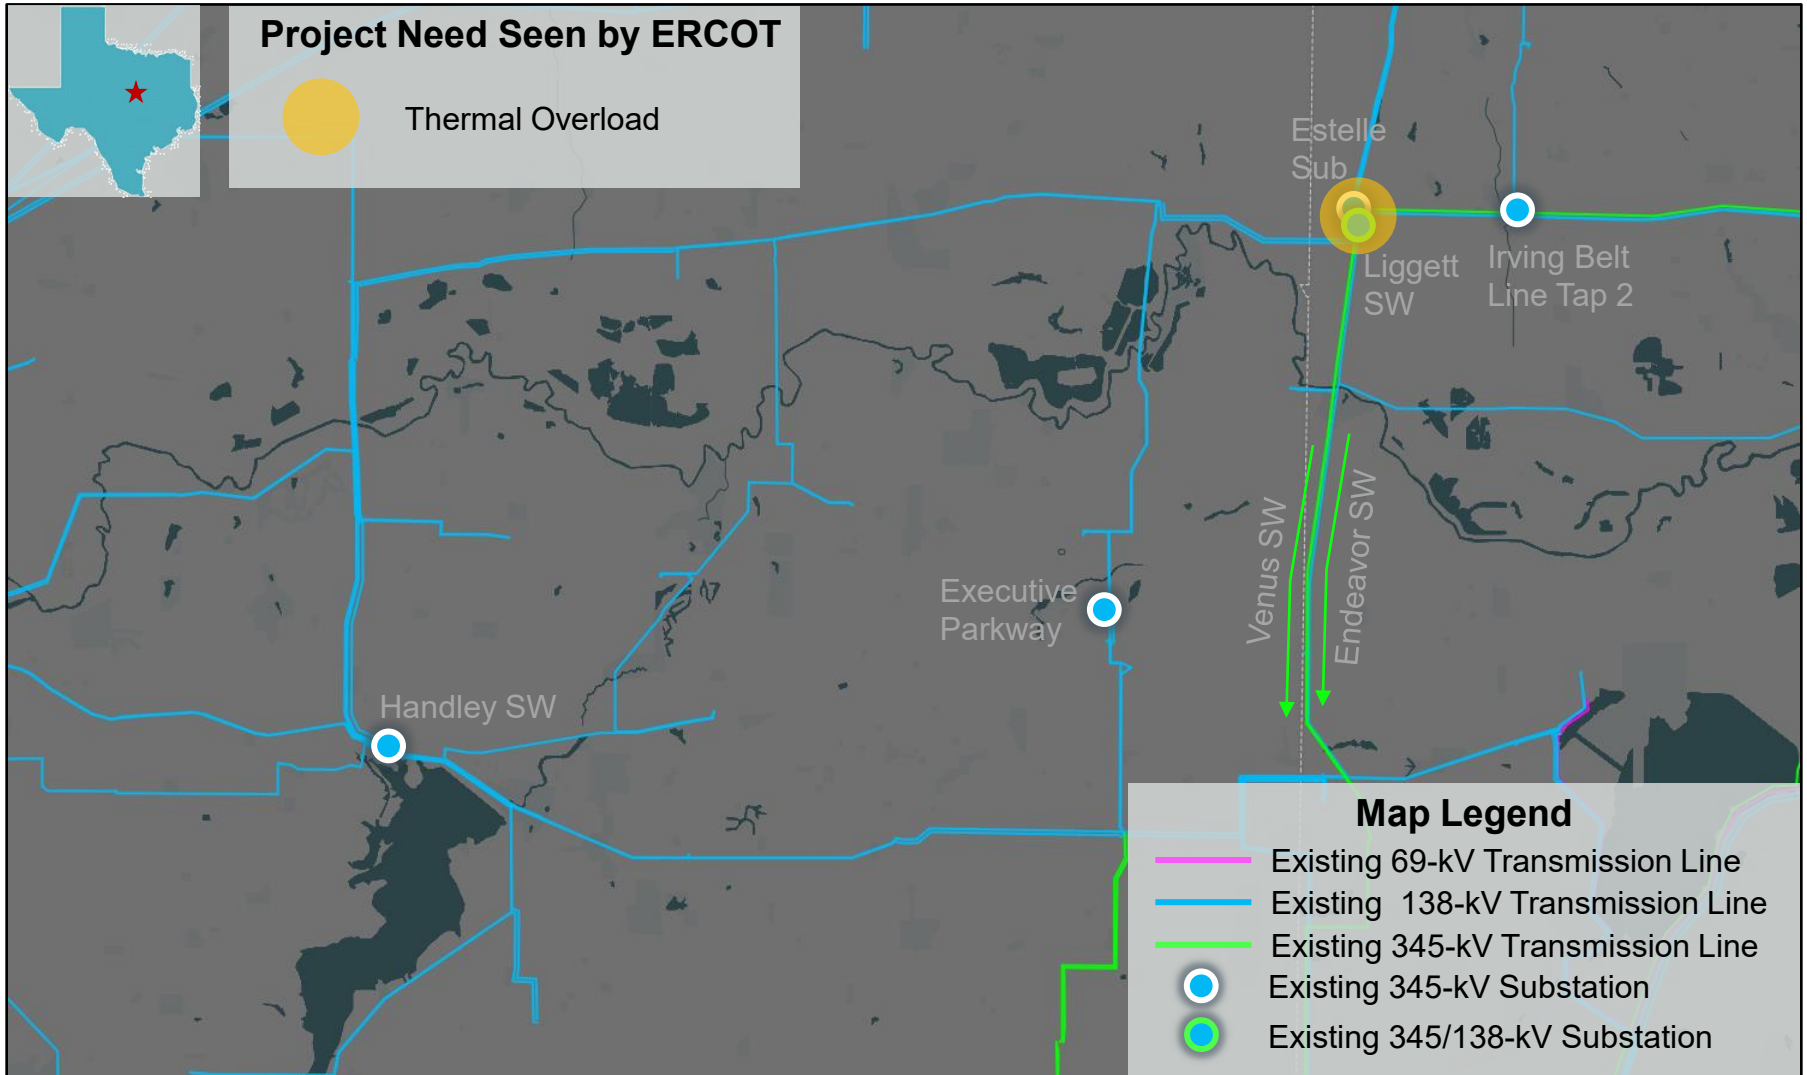 Project Need Seen by ERCOT
Thermal Overload
Estelle
Sub
Liggett
SW
Irving Belt
Line Tap 2
Venus SW
Endeavor SW
Executive
Parkway
Handley SW
Map Legend
Existing 69-kV Transmission Line
Existing  138-kV Transmission Line
Existing 345-kV Transmission Line
Existing 345-kV Substation
Existing 345/138-kV Substation